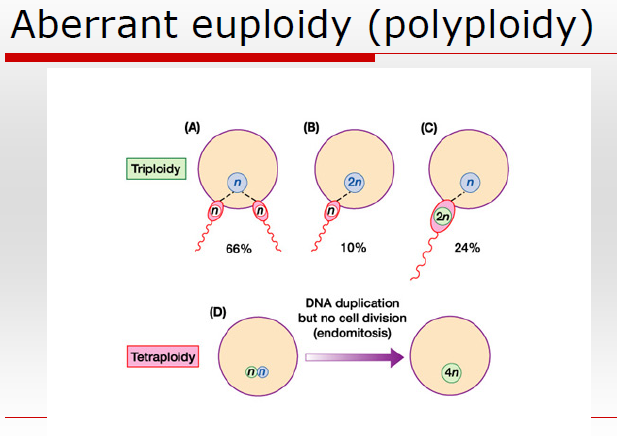 Aberrant euploidy (polyploidy)
(A)
(B)
(C)
Triploidy
n
2n
n
n
n
n
2n
66%
10%
24%
(D)
DNA duplication
but no cell division
(endomitosis)
Tetraploidy
n n
4n